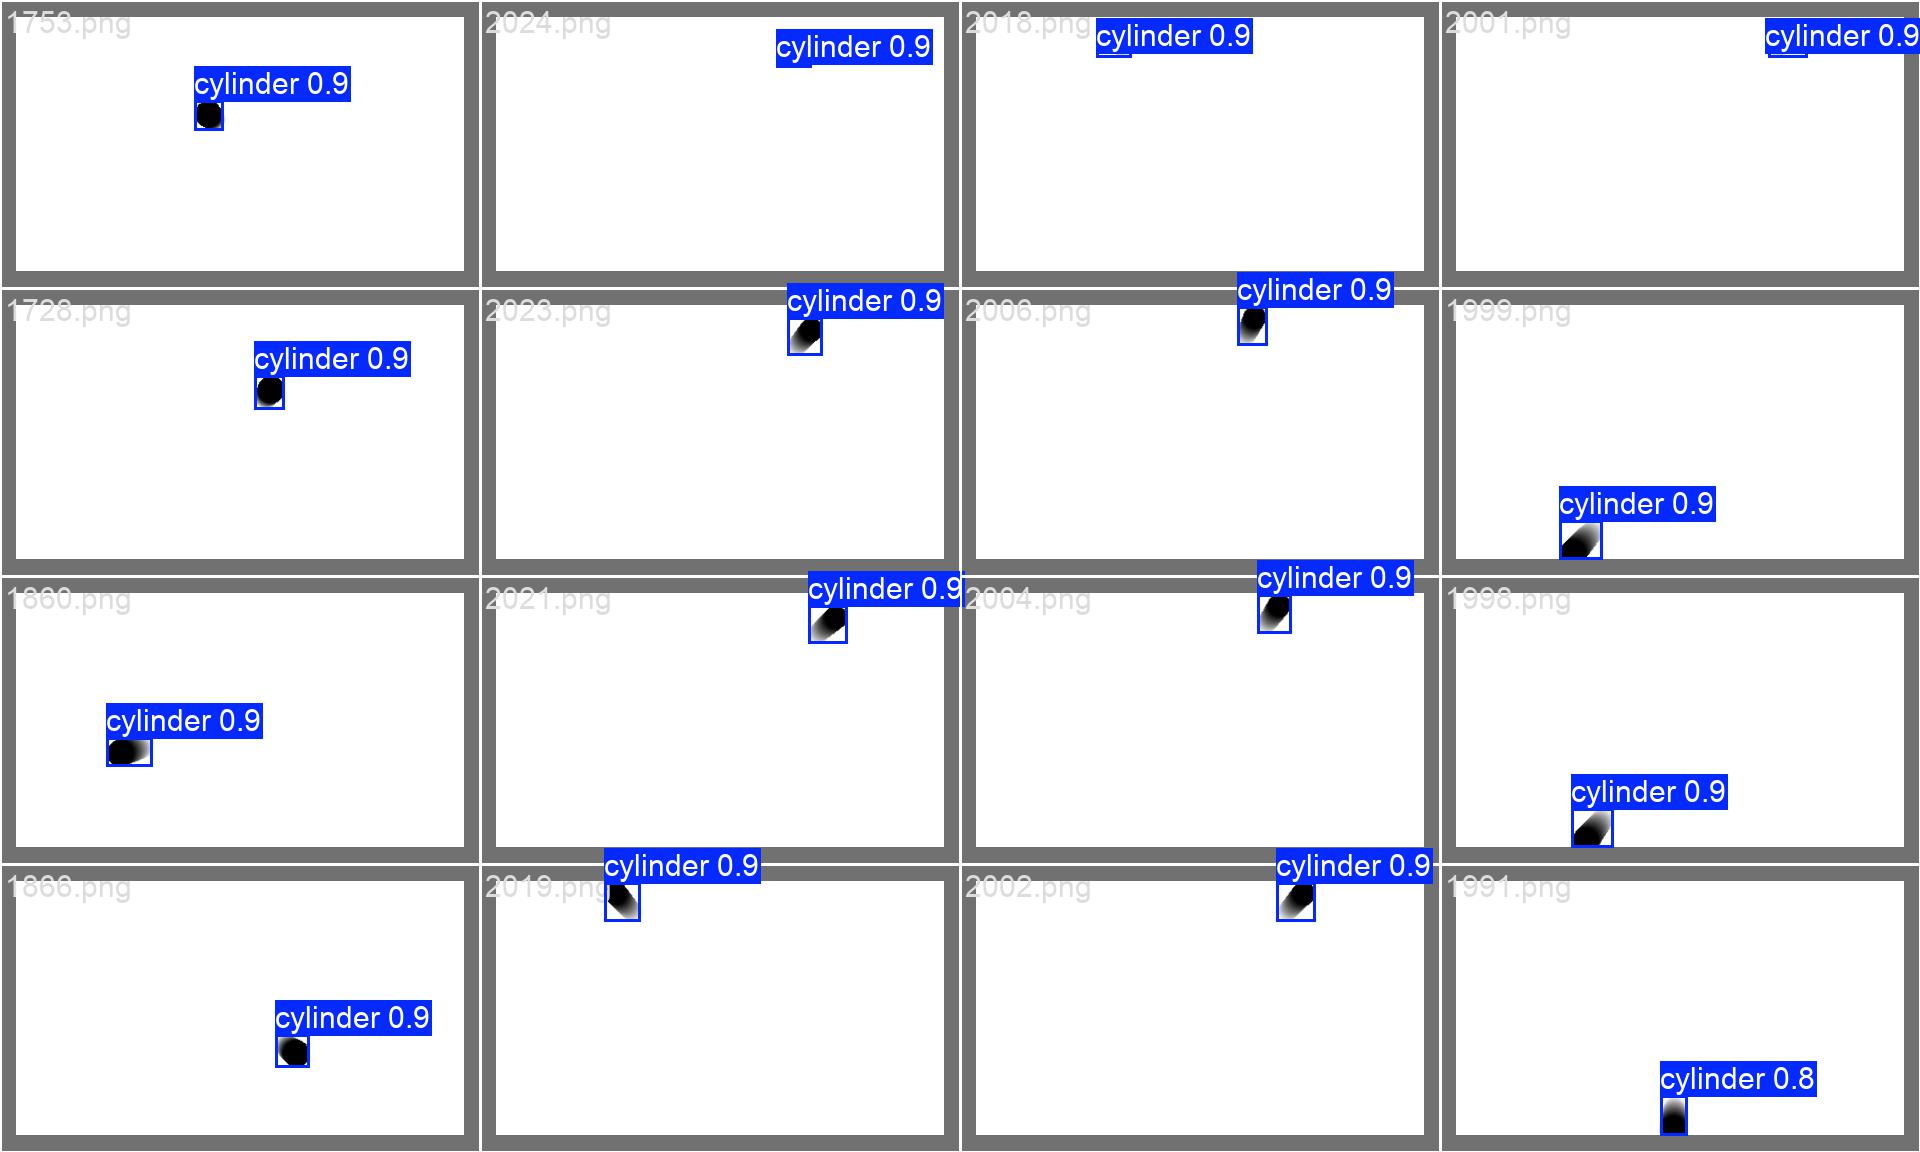 1753.png
cylinder 0.9
2024.png
cylinder 0.9
2018.png
cylinder 0.9
2001.png
cylinder 0.9
1728.png
cylinder 0.9
2023.png
cylinder 0.9
2006.png
cylinder 0.9
1999.png
cylinder 0.9
1860.png
cylinder 0.9
2021.png
cylinder 0.9
2004.png
cylinder 0.9
1998.png
cylinder 0.9
1866.png
cylinder 0.9
2019.png
cylinder 0.9
2002.png
cylinder 0.9
1991.png
cylinder 0.8